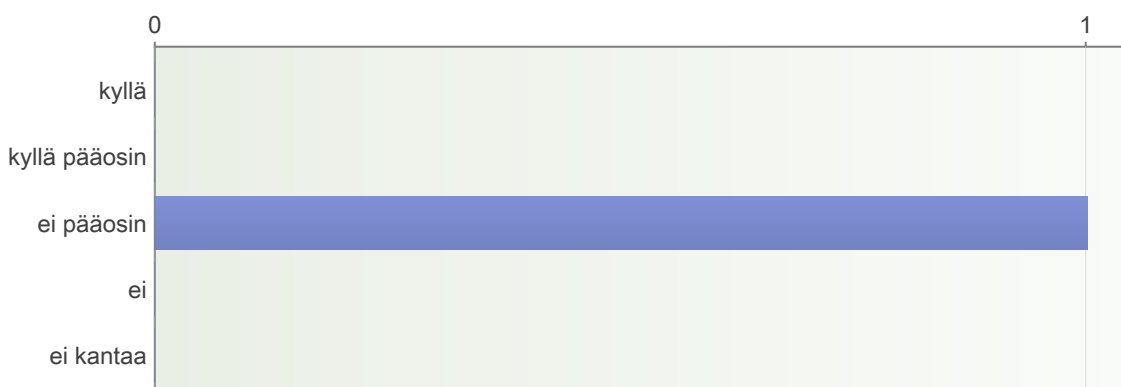 0 1
kyllä
kyllä pääosin
ei pääosin
ei
ei kantaa